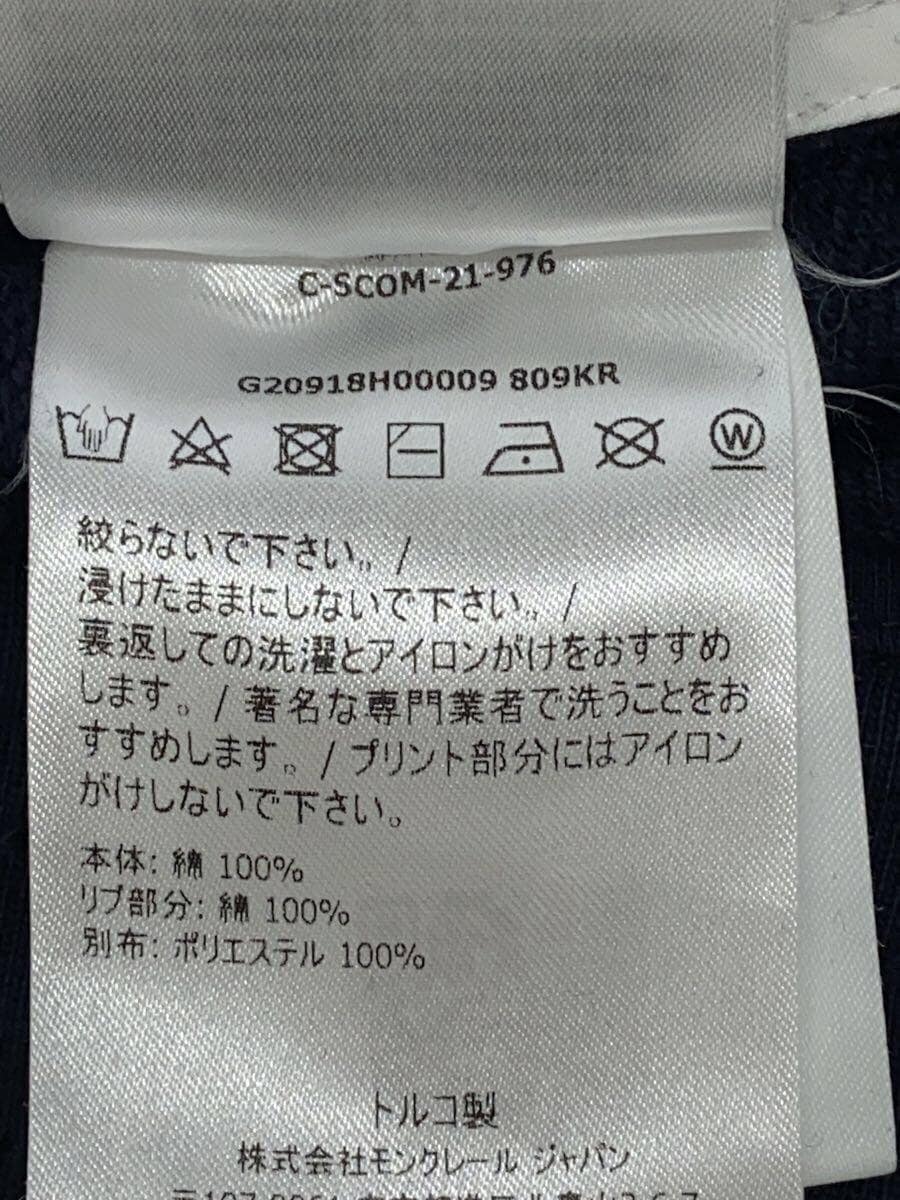 C-SCOM-21-976
G20918H00009 809KR
W
絞らないで下さい。/
浸けたままにしないで下さい。/
裏返しての洗濯とアイロンがけをおすすめ
します。/ 著名な専門業者で洗うことをお
すすめします。/ プリント部分にはアイロン
がけしないで下さい。
本体: 綿 100%
リブ部分: 綿 100%
別布: ポリエステル 100%
トルコ製
株式会社モンクレール ジャパン